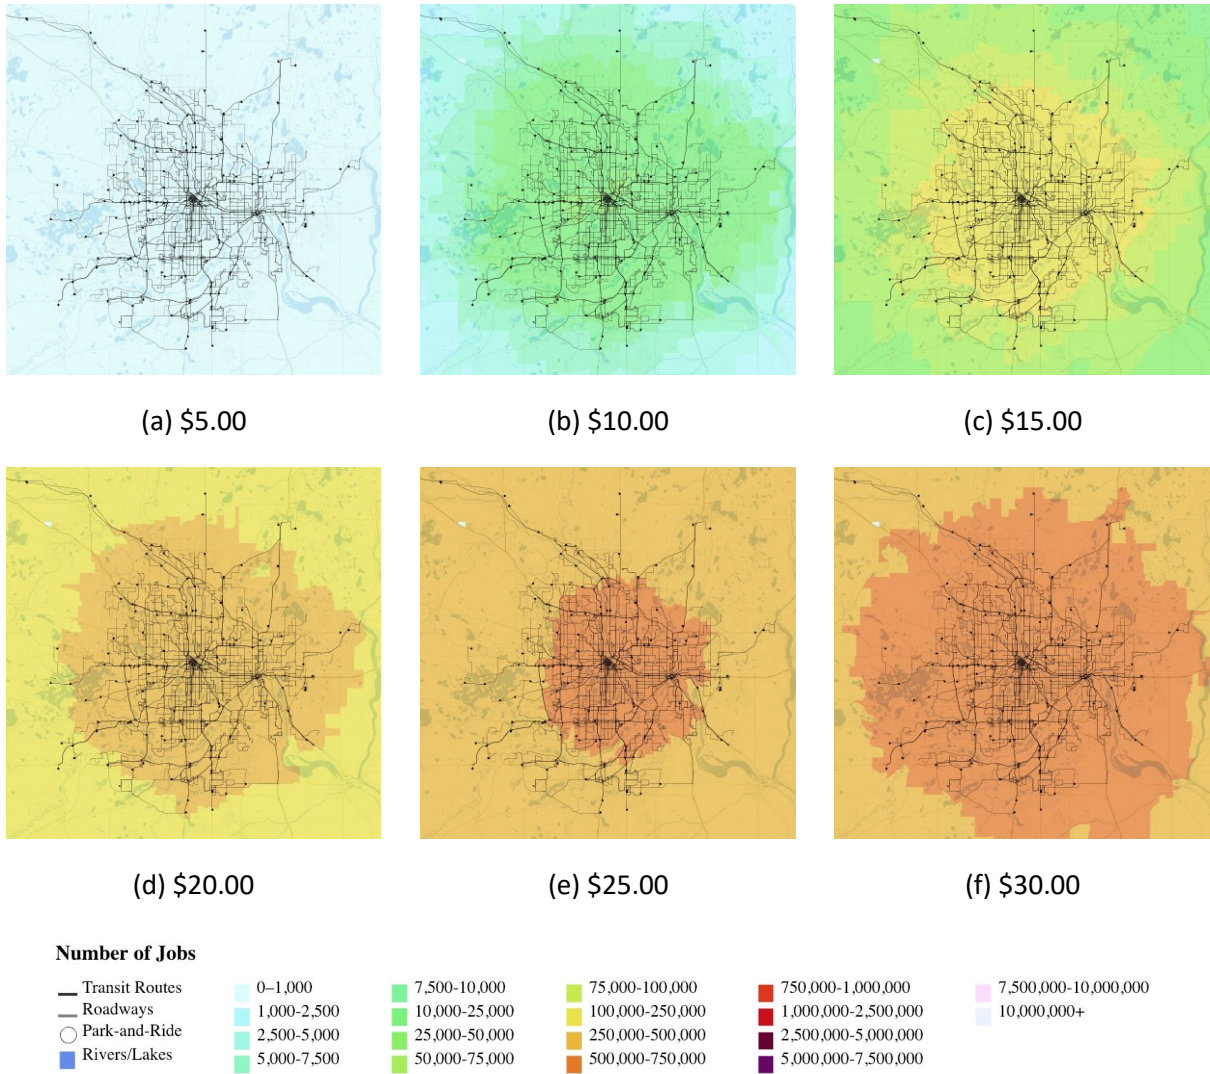 (a) $5.00
(b) $10.00
(c) $15.00
(d) $20.00
(e) $25.00
(f) $30.00
Number of Jobs
Transit Routes
Roadways
Park-and-Ride
Rivers/Lakes
0–1,000
1,000-2,500
2,500-5,000
5,000-7,500
7,500-10,000
10,000-25,000
25,000-50,000
50,000-75,000
75,000-100,000
100,000-250,000
250,000-500,000
500,000-750,000
750,000-1,000,000
1,000,000-2,500,000
2,500,000-5,000,000
5,000,000-7,500,000
7,500,000-10,000,000
10,000,000+